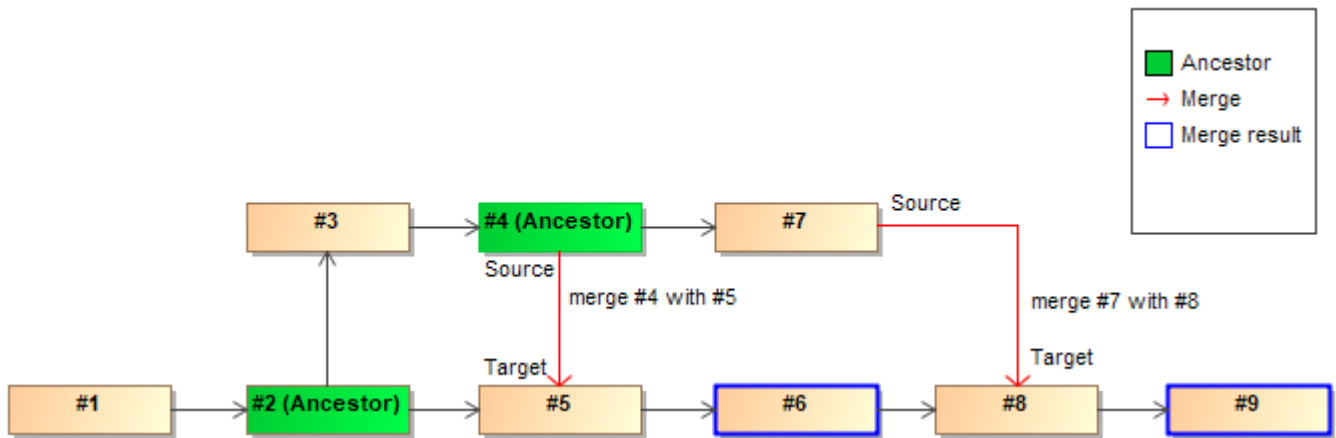 Ancestor
Merge
Merge result
#3
#4 (Ancestor)
#7
Source
Source
merge #4 with #5
merge #7 with #8
Target
Target
#1
#2 (Ancestor)
#5
#6
#8
#9